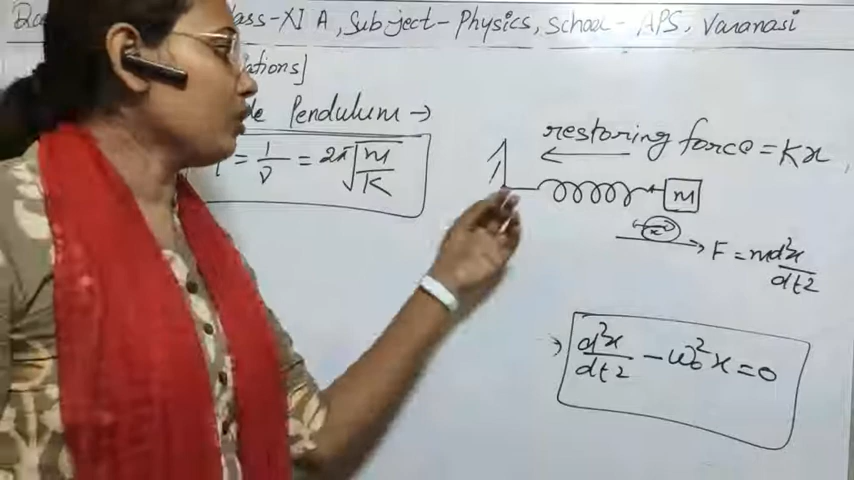 Class-XI A, Subject-Physics, School- APS, Varanasi
Pendulum →
= 1/ν = 2π√m/K
restoring force = Kx
m
x
F = md²x/dt²
⇒ d²x/dt² - ω₀²x = 0